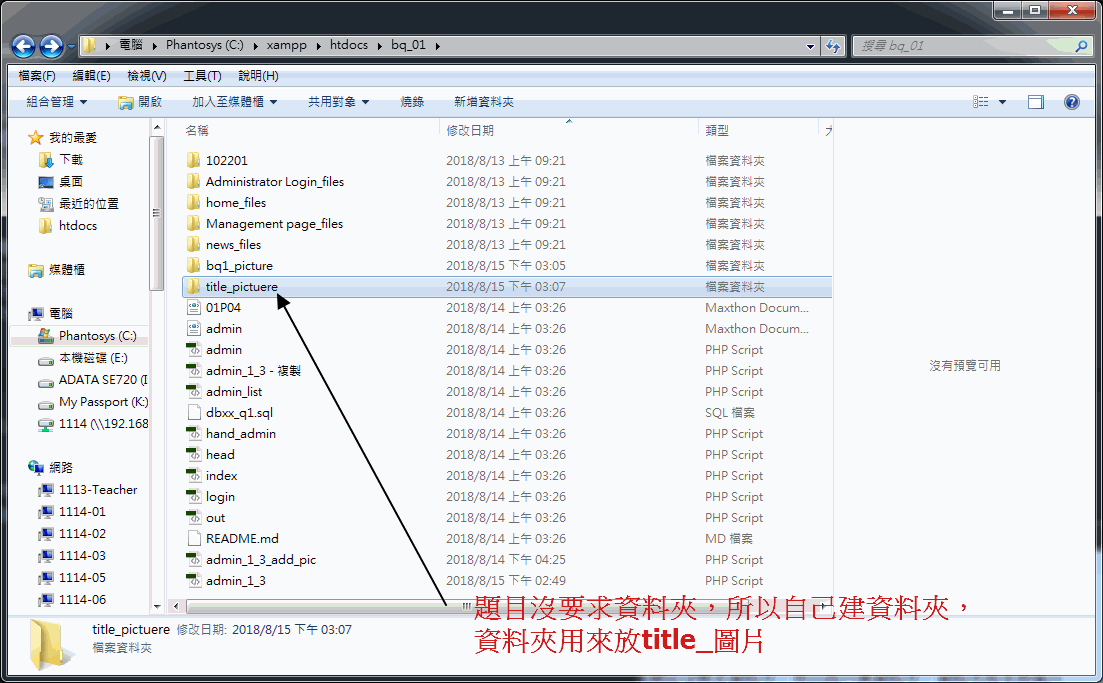 電腦 Phantosys (C:) xampp htdocs bq_01
搜尋 bq_01
檔案(F) 編輯(E) 檢視(V) 工具(T) 說明(H)
組合管理 開啟 加入至媒體櫃 共用對象 燒錄 新增資料夾
我的最愛
下載
桌面
最近的位置
htdocs
媒體櫃
電腦
Phantosys (C:)
本機磁碟 (E:)
ADATA SE720 (I
My Passport (K:)
1114 (\\192.168
網路
1113-Teacher
1114-01
1114-02
1114-03
1114-05
1114-06
名稱 修改日期 類型
102201 2018/8/13 上午 09:21 檔案資料夾
Administrator Login_files 2018/8/13 上午 09:21 檔案資料夾
home_files 2018/8/13 上午 09:21 檔案資料夾
Management page_files 2018/8/13 上午 09:21 檔案資料夾
news_files 2018/8/13 上午 09:21 檔案資料夾
bq1_picture 2018/8/15 下午 03:05 檔案資料夾
title_pictuere 2018/8/15 下午 03:07 檔案資料夾
01P04 2018/8/14 上午 03:26 Maxthon Docum...
admin 2018/8/14 上午 03:26 Maxthon Docum...
admin 2018/8/14 上午 03:26 PHP Script
admin_1_3 - 複製 2018/8/14 上午 03:26 PHP Script
admin_list 2018/8/14 上午 03:26 PHP Script
dbxx_q1.sql 2018/8/14 上午 03:26 SQL 檔案
hand_admin 2018/8/14 上午 03:26 PHP Script
head 2018/8/14 上午 03:26 PHP Script
index 2018/8/14 上午 03:26 PHP Script
login 2018/8/14 上午 03:26 PHP Script
out 2018/8/14 上午 03:26 PHP Script
README.md 2018/8/14 上午 03:26 MD 檔案
admin_1_3_add_pic 2018/8/14 下午 04:25 PHP Script
admin_1_3 2018/8/15 下午 02:49 PHP Script
沒有預覽可用
題目沒要求資料夾，所以自己建資料夾，
資料夾用來放title_圖片
title_pictuere 修改日期: 2018/8/15 下午 03:07
檔案資料夾